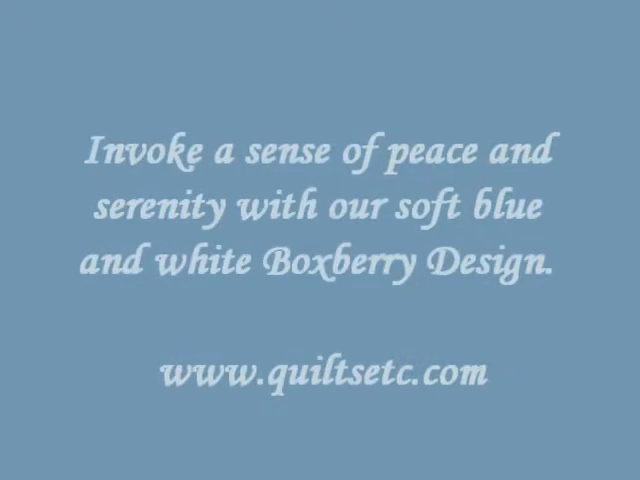 Invoke a sense of peace and
serenity with our soft blue
and white Boxberry Design.
www.quiltsetc.com